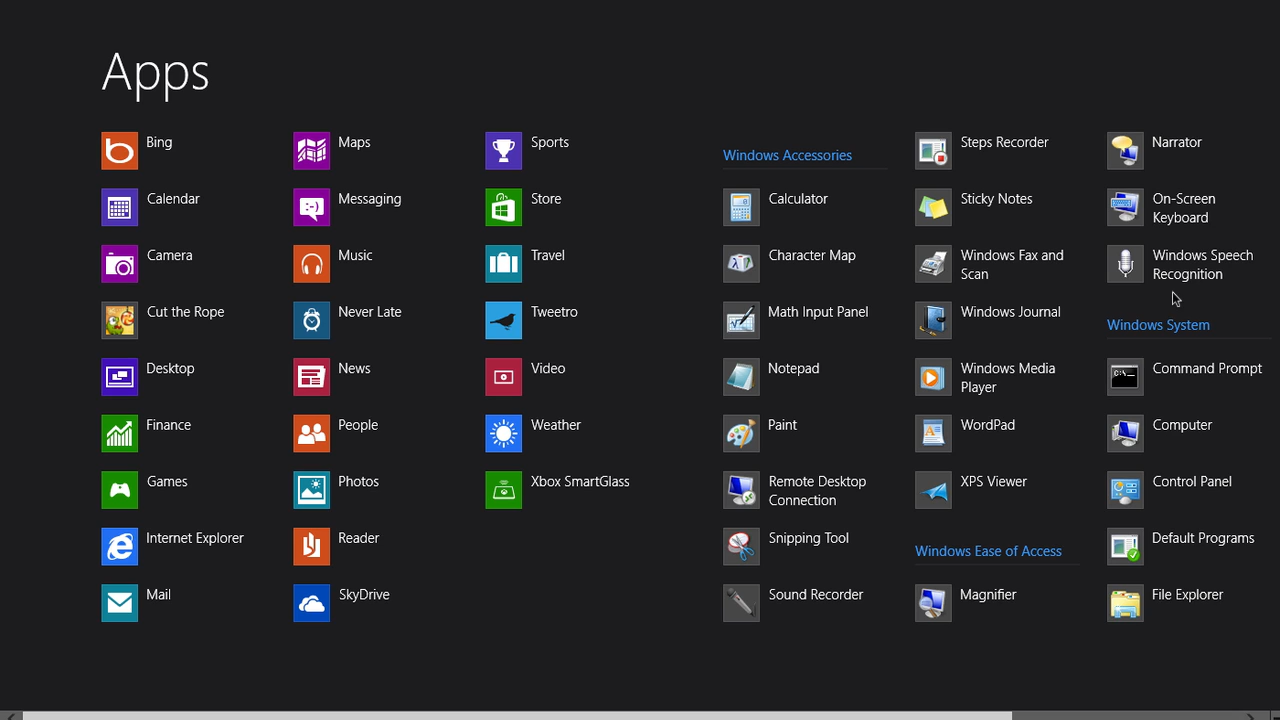 Apps
Bing
Calendar
Camera
Cut the Rope
Desktop
Finance
Games
Internet Explorer
Mail
Maps
Messaging
Music
Never Late
News
People
Photos
Reader
SkyDrive
Sports
Store
Travel
Tweetro
Video
Weather
Xbox SmartGlass
Windows Accessories
Calculator
Character Map
Math Input Panel
Notepad
Paint
Remote Desktop
Connection
Snipping Tool
Sound Recorder
Steps Recorder
Sticky Notes
Windows Fax and
Scan
Windows Journal
Windows Media
Player
WordPad
XPS Viewer
Windows Ease of Access
Magnifier
Narrator
On-Screen
Keyboard
Windows Speech
Recognition
Windows System
Command Prompt
Computer
Control Panel
Default Programs
File Explorer